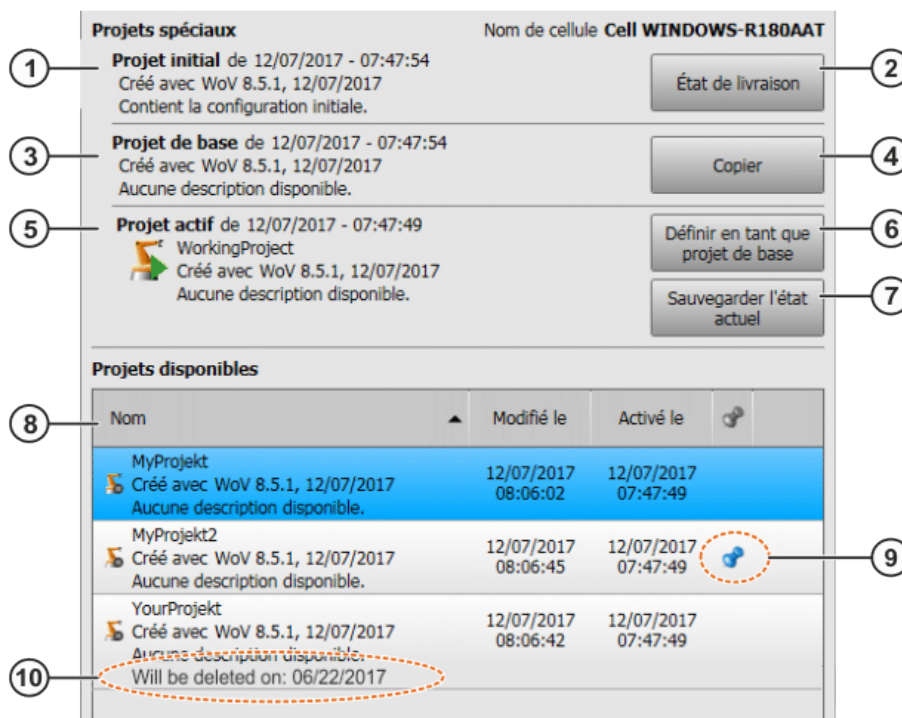 Projets spéciaux
Nom de cellule Cell WINDOWS-R180AAT
1
Projet initial de 12/07/2017 - 07:47:54
Créé avec WoV 8.5.1, 12/07/2017
Contient la configuration initiale.
État de livraison
2
3
Projet de base de 12/07/2017 - 07:47:54
Créé avec WoV 8.5.1, 12/07/2017
Aucune description disponible.
Copier
4
5
Projet actif de 12/07/2017 - 07:47:49
WorkingProject
Créé avec WoV 8.5.1, 12/07/2017
Aucune description disponible.
Définir en tant que
projet de base
6
Sauvegarder l'état
actuel
7
Projets disponibles
8
Nom
Modifié le
Activé le
MyProjekt
Créé avec WoV 8.5.1, 12/07/2017
Aucune description disponible.
12/07/2017
08:06:02
12/07/2017
07:47:49
MyProjekt2
Créé avec WoV 8.5.1, 12/07/2017
Aucune description disponible.
12/07/2017
08:06:45
12/07/2017
07:47:49
9
YourProjekt
Créé avec WoV 8.5.1, 12/07/2017
Aucune description disponible.
12/07/2017
08:06:42
12/07/2017
07:47:49
10
Will be deleted on: 06/22/2017